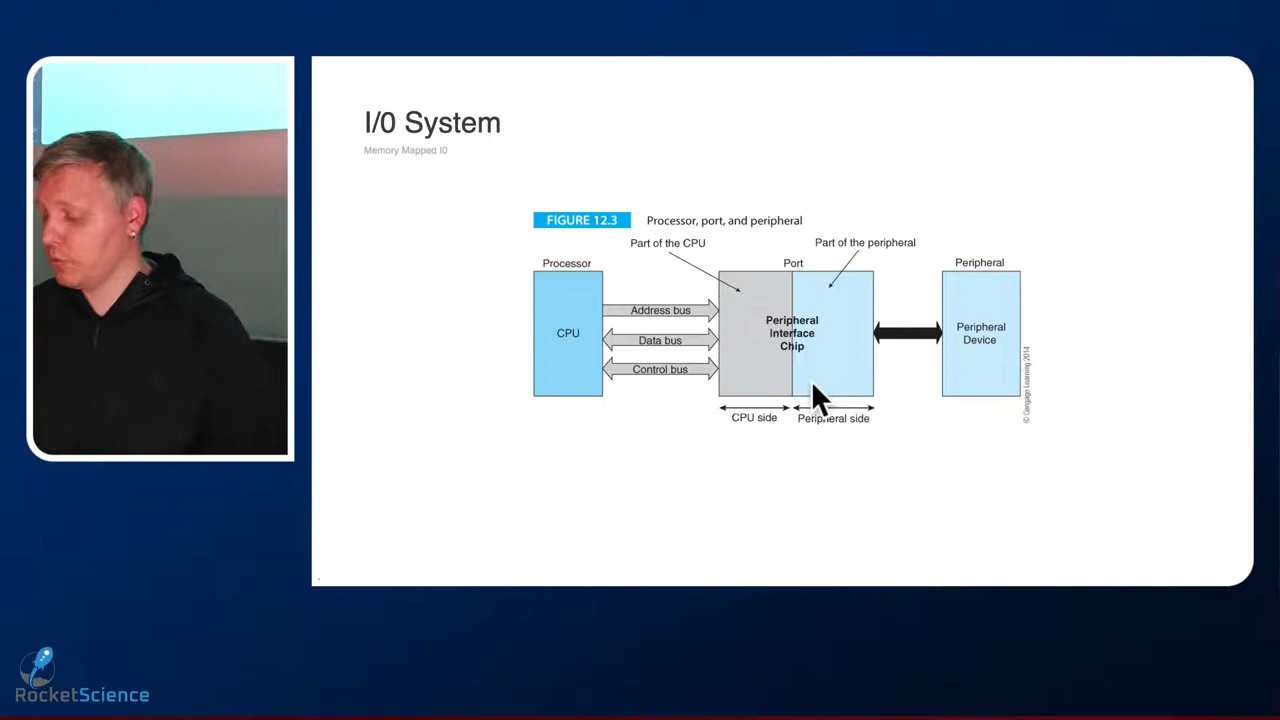 I/0 System
Memory Mapped I0
FIGURE 12.3 Processor, port, and peripheral
Part of the CPU
Part of the peripheral
Processor
Port
Peripheral
CPU
Address bus
Data bus
Control bus
Peripheral
Interface
Chip
Peripheral
Device
CPU side
Peripheral side
© Cengage Learning 2014
RocketScience